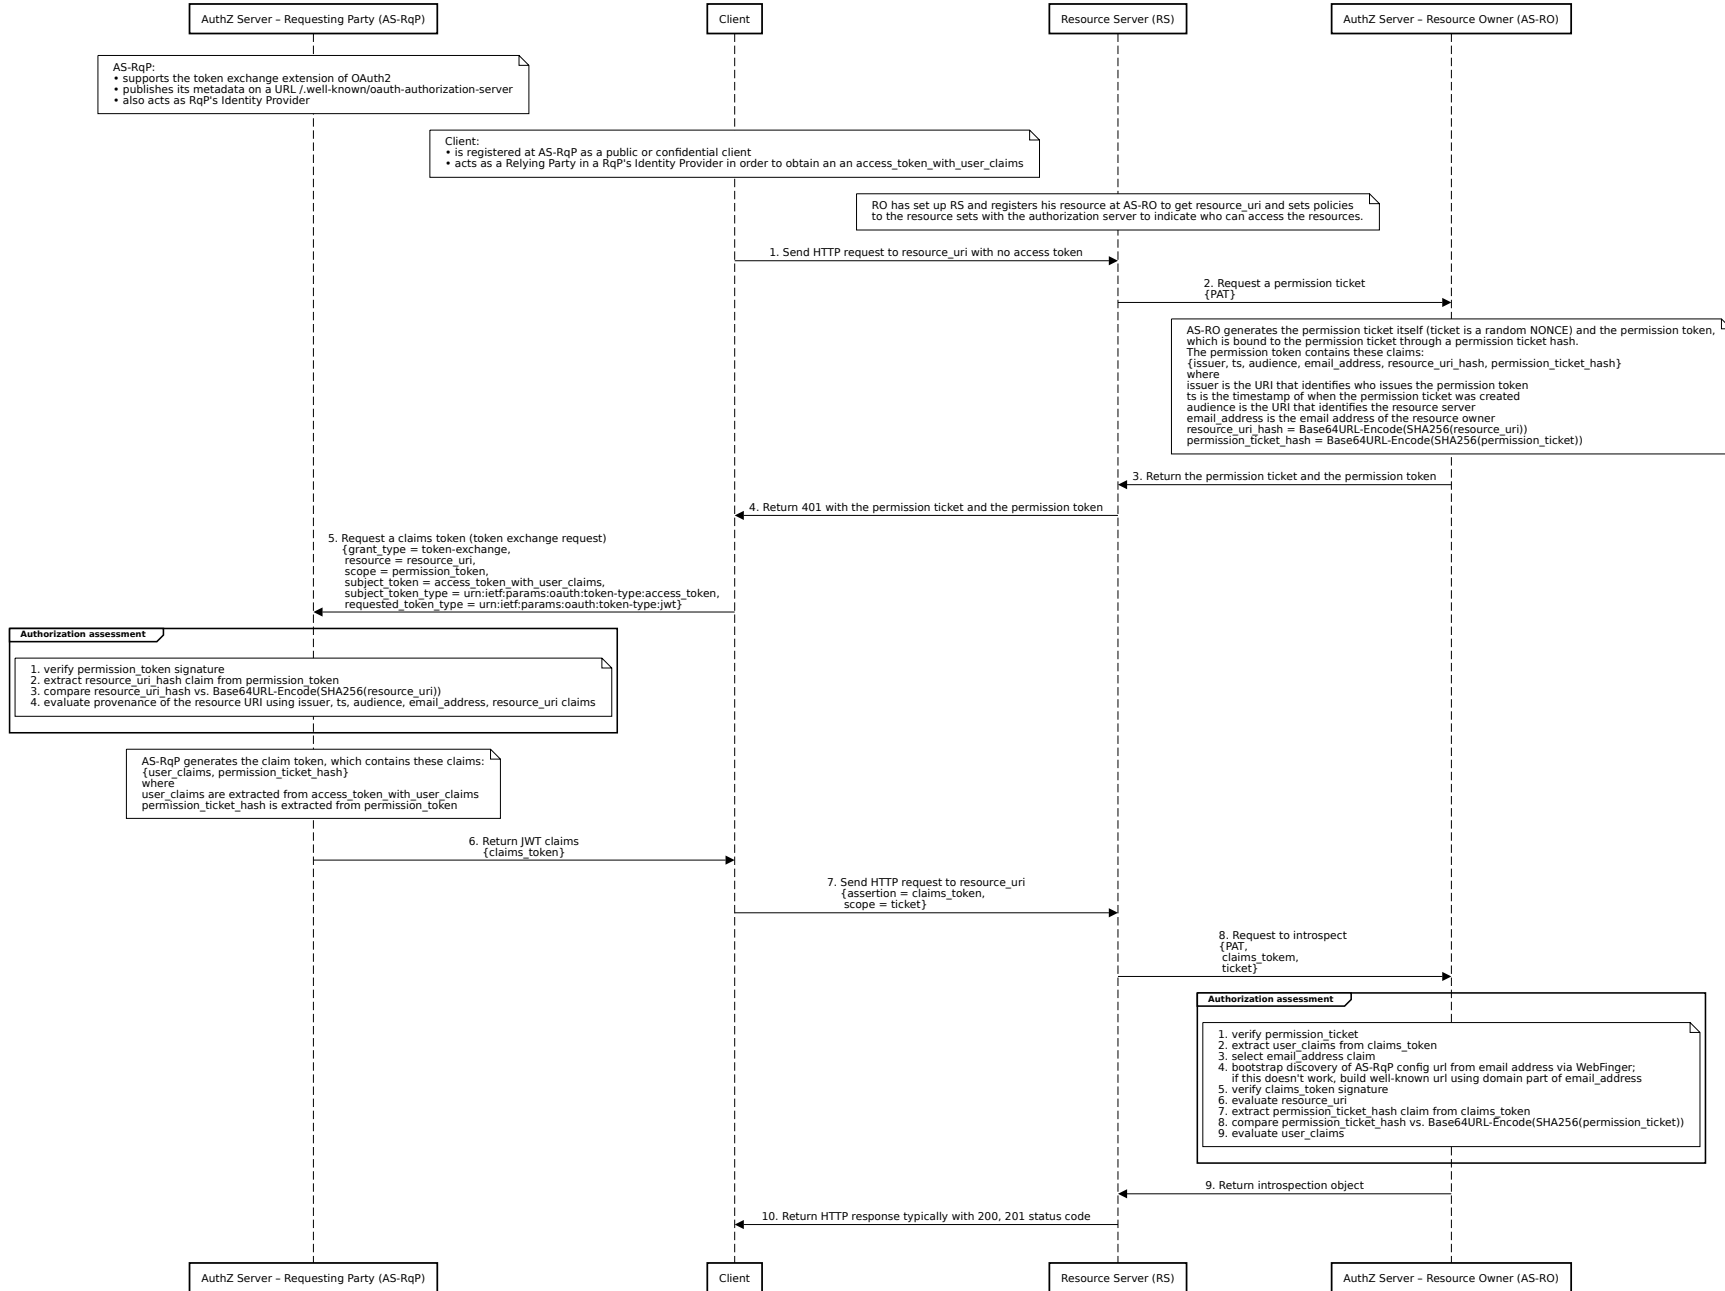 AuthZ Server – Requesting Party (AS-RqP)
Client
Resource Server (RS)
AuthZ Server – Resource Owner (AS-RO)
AS-RqP:
• supports the token exchange extension of OAuth2
• publishes its metadata on a URL /.well-known/oauth-authorization-server
• also acts as RqP's Identity Provider
Client:
• is registered at AS-RqP as a public or confidential client
• acts as a Relying Party in a RqP's Identity Provider in order to obtain an an access_token_with_user_claims
RO has set up RS and registers his resource at AS-RO to get resource_uri and sets policies
to the resource sets with the authorization server to indicate who can access the resources.
1. Send HTTP request to resource_uri with no access token
2. Request a permission ticket
{PAT}
AS-RO generates the permission ticket itself (ticket is a random NONCE) and the permission token,
which is bound to the permission ticket through a permission ticket hash.
The permission token contains these claims:
{issuer, ts, audience, email_address, resource_uri_hash, permission_ticket_hash}
where
issuer is the URI that identifies who issues the permission token
ts is the timestamp of when the permission ticket was created
audience is the URI that identifies the resource server
email_address is the email address of the resource owner
resource_uri_hash = Base64URL-Encode(SHA256(resource_uri))
permission_ticket_hash = Base64URL-Encode(SHA256(permission_ticket))
3. Return the permission ticket and the permission token
4. Return 401 with the permission ticket and the permission token
5. Request a claims token (token exchange request)
{grant_type = token-exchange,
resource = resource_uri,
scope = permission_token,
subject_token = access_token_with_user_claims,
subject_token_type = urn:ietf:params:oauth:token-type:access_token,
requested_token_type = urn:ietf:params:oauth:token-type:jwt}
Authorization assessment
1. verify permission_token signature
2. extract resource_uri_hash claim from permission_token
3. compare resource_uri_hash vs. Base64URL-Encode(SHA256(resource_uri))
4. evaluate provenance of the resource URI using issuer, ts, audience, email_address, resource_uri claims
AS-RqP generates the claim token, which contains these claims:
{user_claims, permission_ticket_hash}
where
user_claims are extracted from access_token_with_user_claims
permission_ticket_hash is extracted from permission_token
6. Return JWT claims
{claims_token}
7. Send HTTP request to resource_uri
{assertion = claims_token,
scope = ticket}
8. Request to introspect
{PAT,
claims_tokem,
ticket}
Authorization assessment
1. verify permission_ticket
2. extract user_claims from claims_token
3. select email_address claim
4. bootstrap discovery of AS-RqP config url from email address via WebFinger;
if this doesn't work, build well-known url using domain part of email_address
5. verify claims_token signature
6. evaluate resource_uri
7. extract permission_ticket_hash claim from claims_token
8. compare permission_ticket_hash vs. Base64URL-Encode(SHA256(permission_ticket))
9. evaluate user_claims
9. Return introspection object
10. Return HTTP response typically with 200, 201 status code
AuthZ Server – Requesting Party (AS-RqP)
Client
Resource Server (RS)
AuthZ Server – Resource Owner (AS-RO)